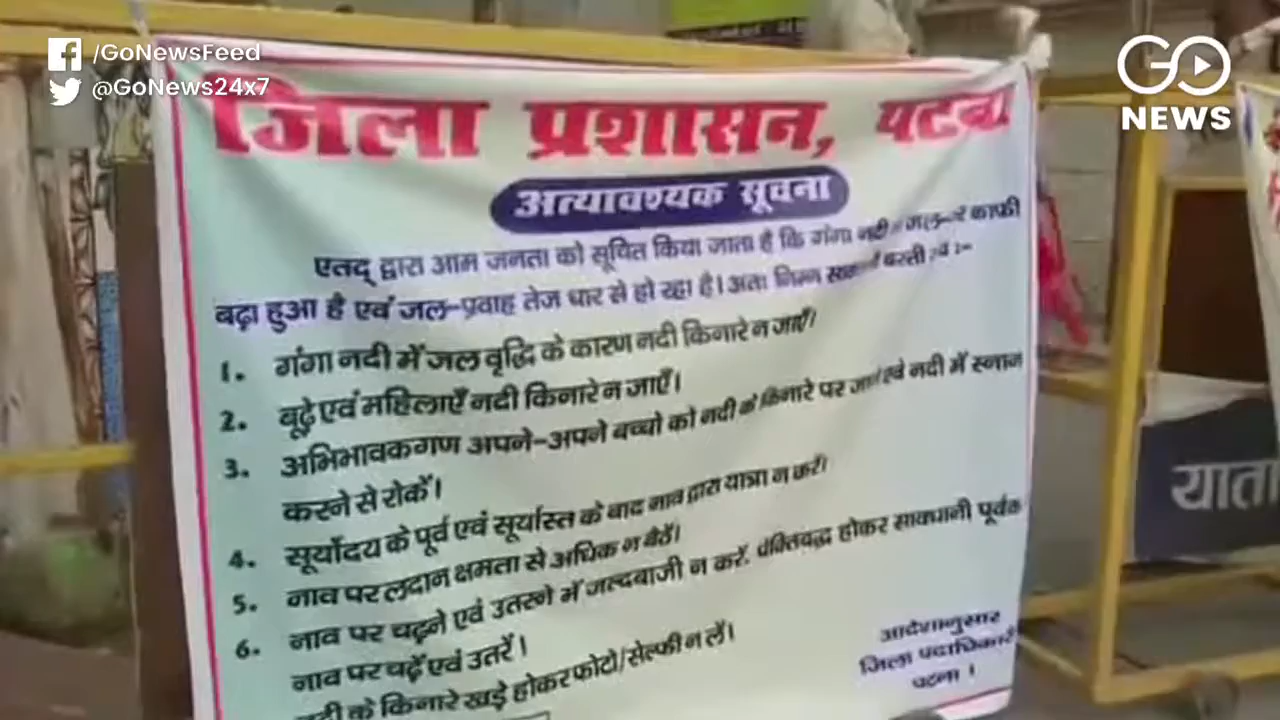 /GoNewsFeed
@GoNews24x7
GO
NEWS
जिला प्रशासन, पटना
अत्यावश्यक सूचना
एतद् द्वारा आम जनता को सूचित किया जाता है कि गंगा नदी काफी
बढ़ा हुआ है एवं जल-प्रवाह तेज धार से हो रहा है। अतः निम्न बरती
1. गंगा नदी में जल वृद्धि के कारण नदी किनारे न जाएँ।
2. बूढ़े एवं महिलाएँ नदी किनारे न जाएँ।
3. अभिभावकगण अपने-अपने बच्चो को नदी के किनारे पर एवं नदी में स्नान
करने से रोकें।
4. सूर्योदय के पूर्व एवं सूर्यास्त के बाद नाव द्वारा यात्रा न करें।
5. नाव पर लदान क्षमता से अधिक न बैठें।
6. नाव पर चढ़ने एवं उतरने में जल्दबाजी न करें, पंक्तिबद्ध होकर सावधानी पूर्वक
नाव पर चढ़ें एवं उतरें।
नदी के किनारे खड़े होकर फोटो/सेल्फी न लें।
आदेशानुसार
जिला पदाधिकारी
पटना।
याता